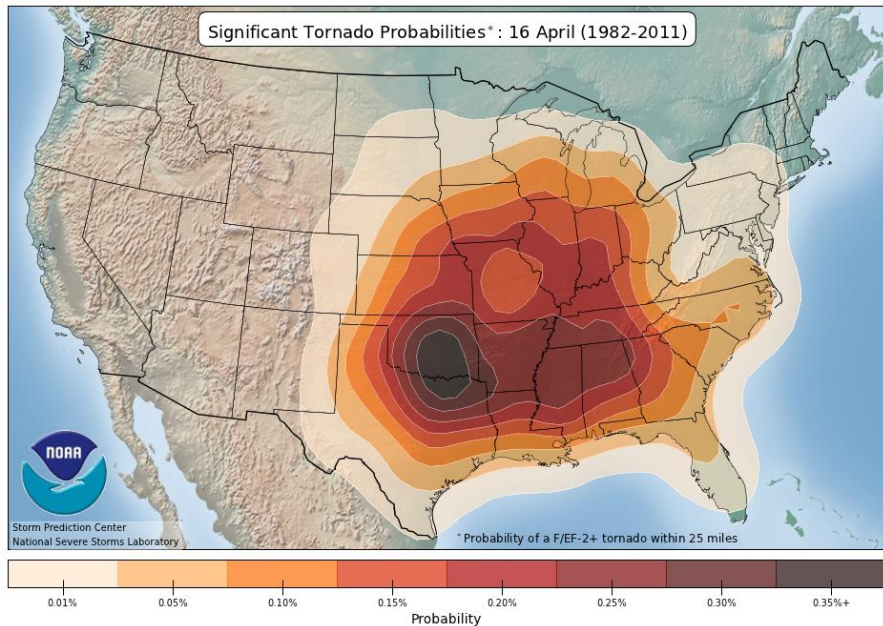 Significant Tornado Probabilities*: 16 April (1982-2011)
NOAA
Storm Prediction Center
National Severe Storms Laboratory
*Probability of a F/EF-2+ tornado within 25 miles
0.01% 0.05% 0.10% 0.15% 0.20% 0.25% 0.30% 0.35%+
Probability